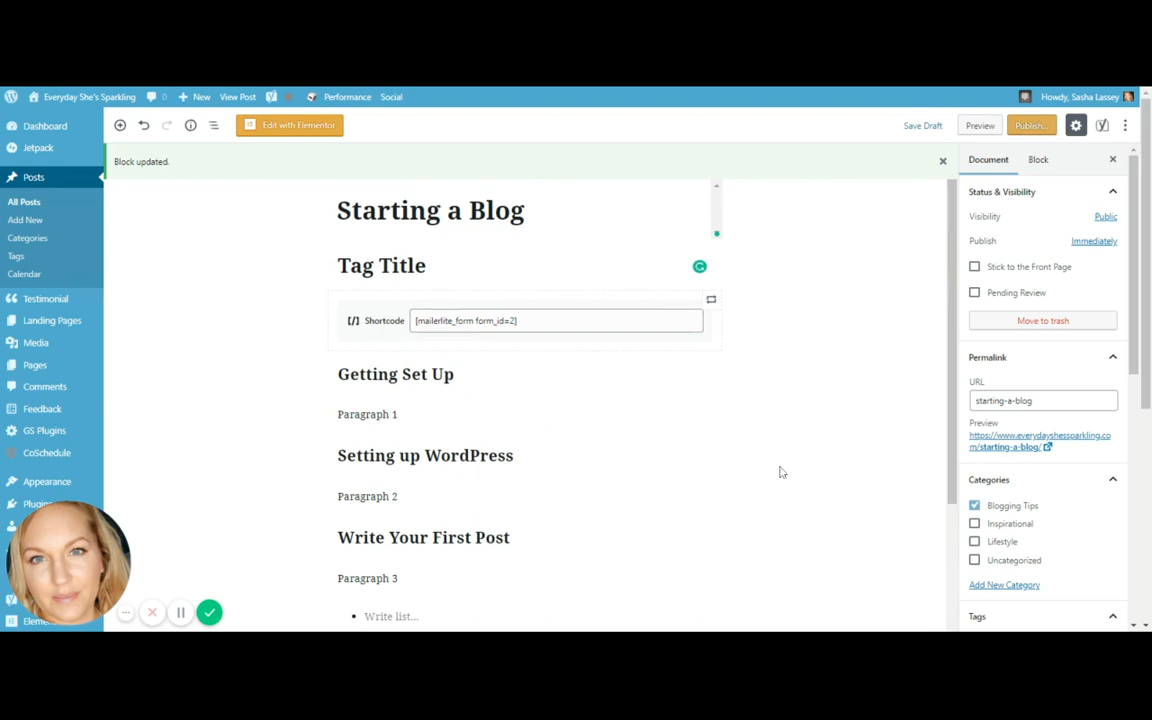 Everyday She's Sparkling 0 New View Post Performance Social Howdy, Sasha Lassey
Dashboard
Jetpack
Posts
All Posts
Add New
Categories
Tags
Calendar
Testimonial
Landing Pages
Media
Pages
Comments
Feedback
GS Plugins
CoSchedule
Appearance
Plugin
Eleme
Edit with Elementor
Save Draft Preview Publish...
Block updated.
Starting a Blog
Tag Title
[/] Shortcode [mailerlite_form form_id=2]
Getting Set Up
Paragraph 1
Setting up WordPress
Paragraph 2
Write Your First Post
Paragraph 3
Write list...
Document Block
Status & Visibility
Visibility Public
Publish Immediately
Stick to the Front Page
Pending Review
Move to trash
Permalink
URL
starting-a-blog
Preview
https://www.everydayshessparkling.co
m/starting-a-blog/
Categories
Blogging Tips
Inspirational
Lifestyle
Uncategorized
Add New Category
Tags